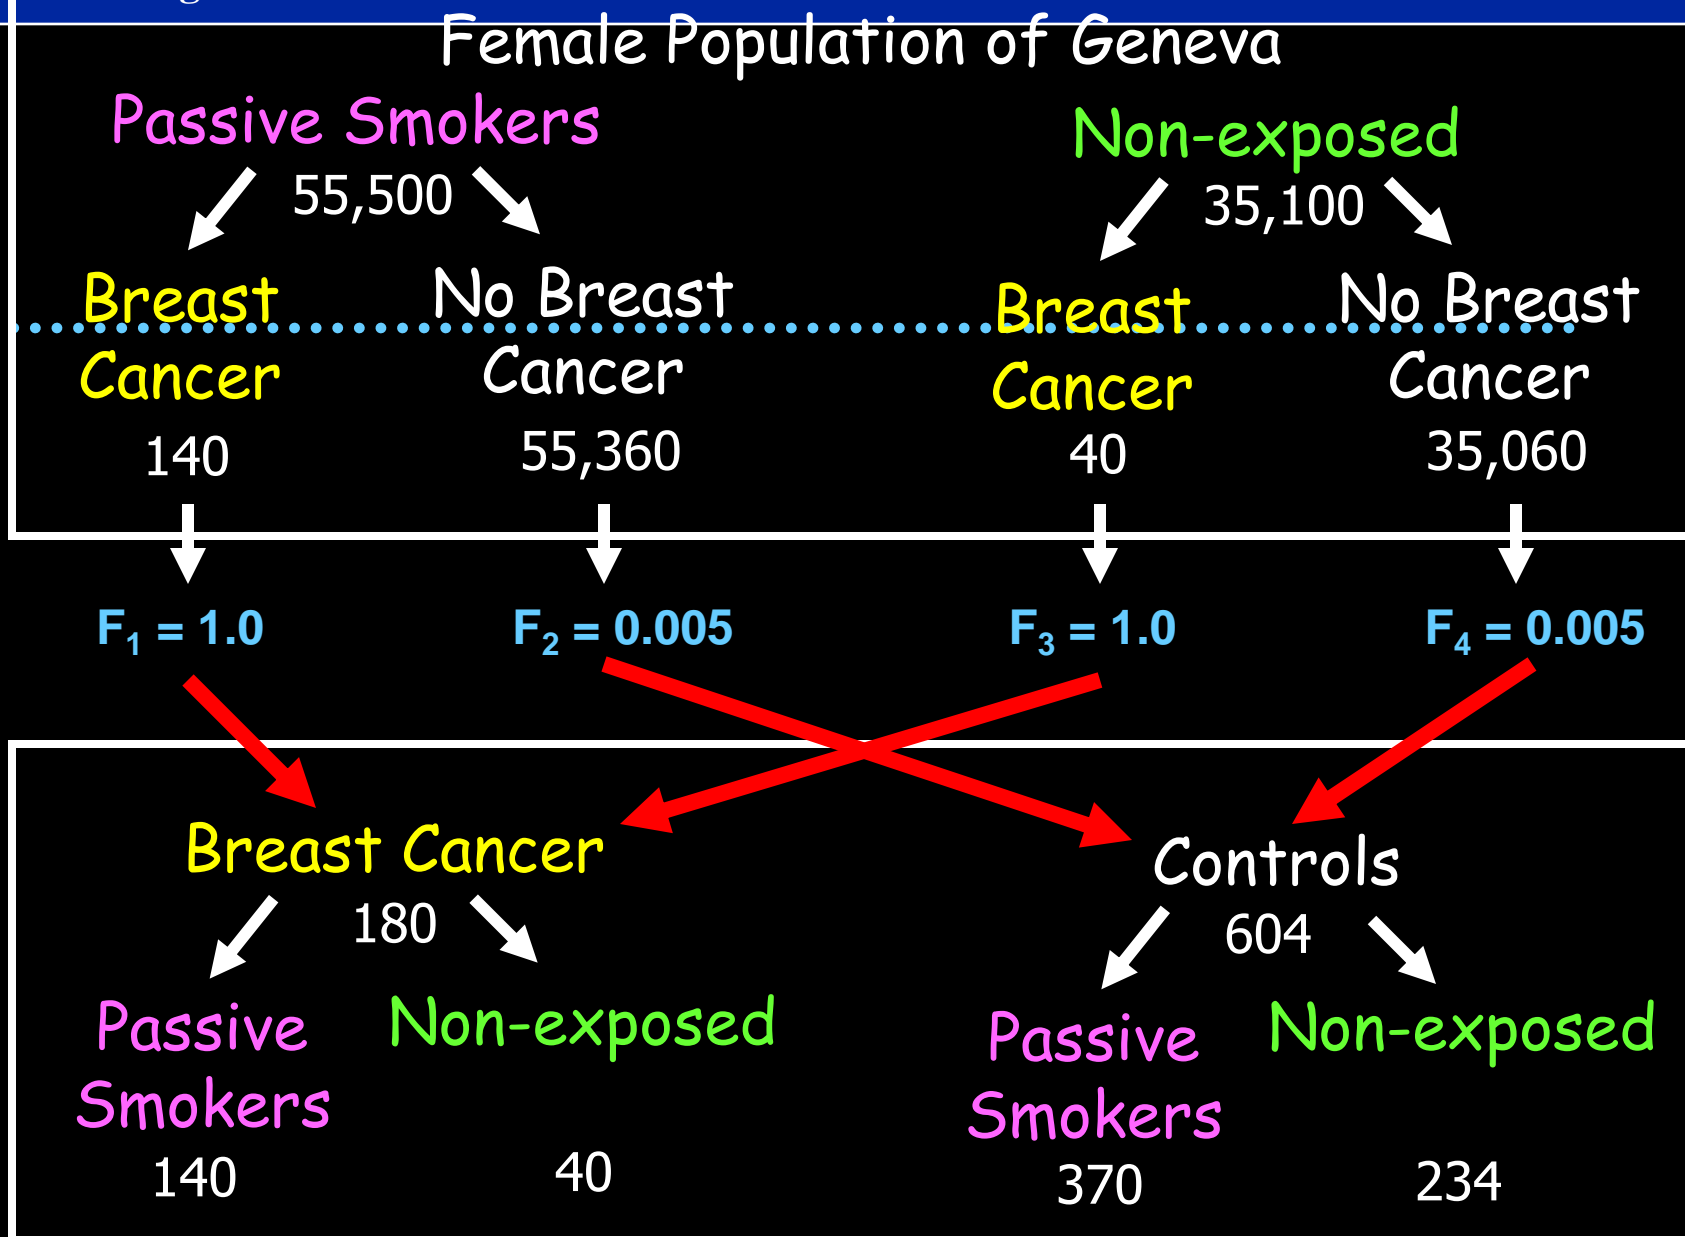 Female Population of Geneva
Passive Smokers
55,500
Non-exposed
35,100
Breast
Cancer
140
No Breast
Cancer
55,360
Breast
Cancer
40
No Breast
Cancer
35,060
F₁ = 1.0
F₂ = 0.005
F₃ = 1.0
F₄ = 0.005
Breast Cancer
180
Controls
604
Passive
Smokers
140
Non-exposed
40
Passive
Smokers
370
Non-exposed
234